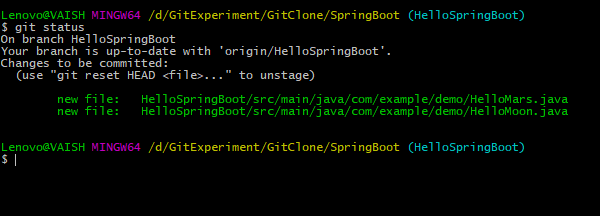 Lenovo@VAISH MINGW64 /d/GitExperiment/GitClone/SpringBoot (HelloSpringBoot)
$ git status
On branch HelloSpringBoot
Your branch is up-to-date with 'origin/HelloSpringBoot'.
Changes to be committed:
  (use "git reset HEAD <file>..." to unstage)

        new file:   HelloSpringBoot/src/main/java/com/example/demo/HelloMars.java
        new file:   HelloSpringBoot/src/main/java/com/example/demo/HelloMoon.java

Lenovo@VAISH MINGW64 /d/GitExperiment/GitClone/SpringBoot (HelloSpringBoot)
$